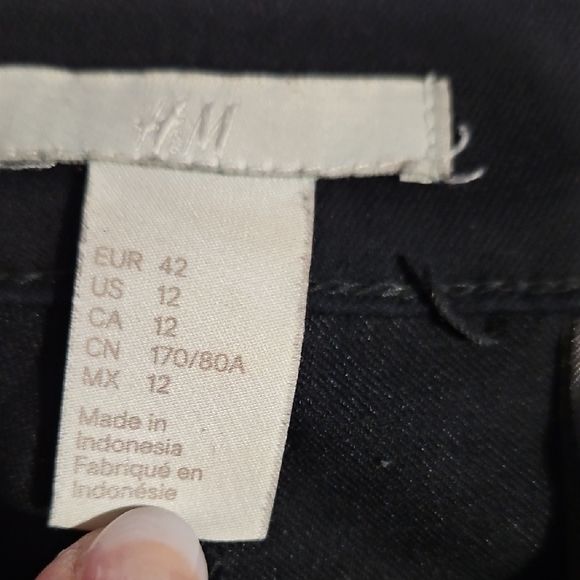 H&M
EUR 42
US 12
CA 12
CN 170/80A
MX 12
Made in
Indonesia
Fabriqué en
Indonésie